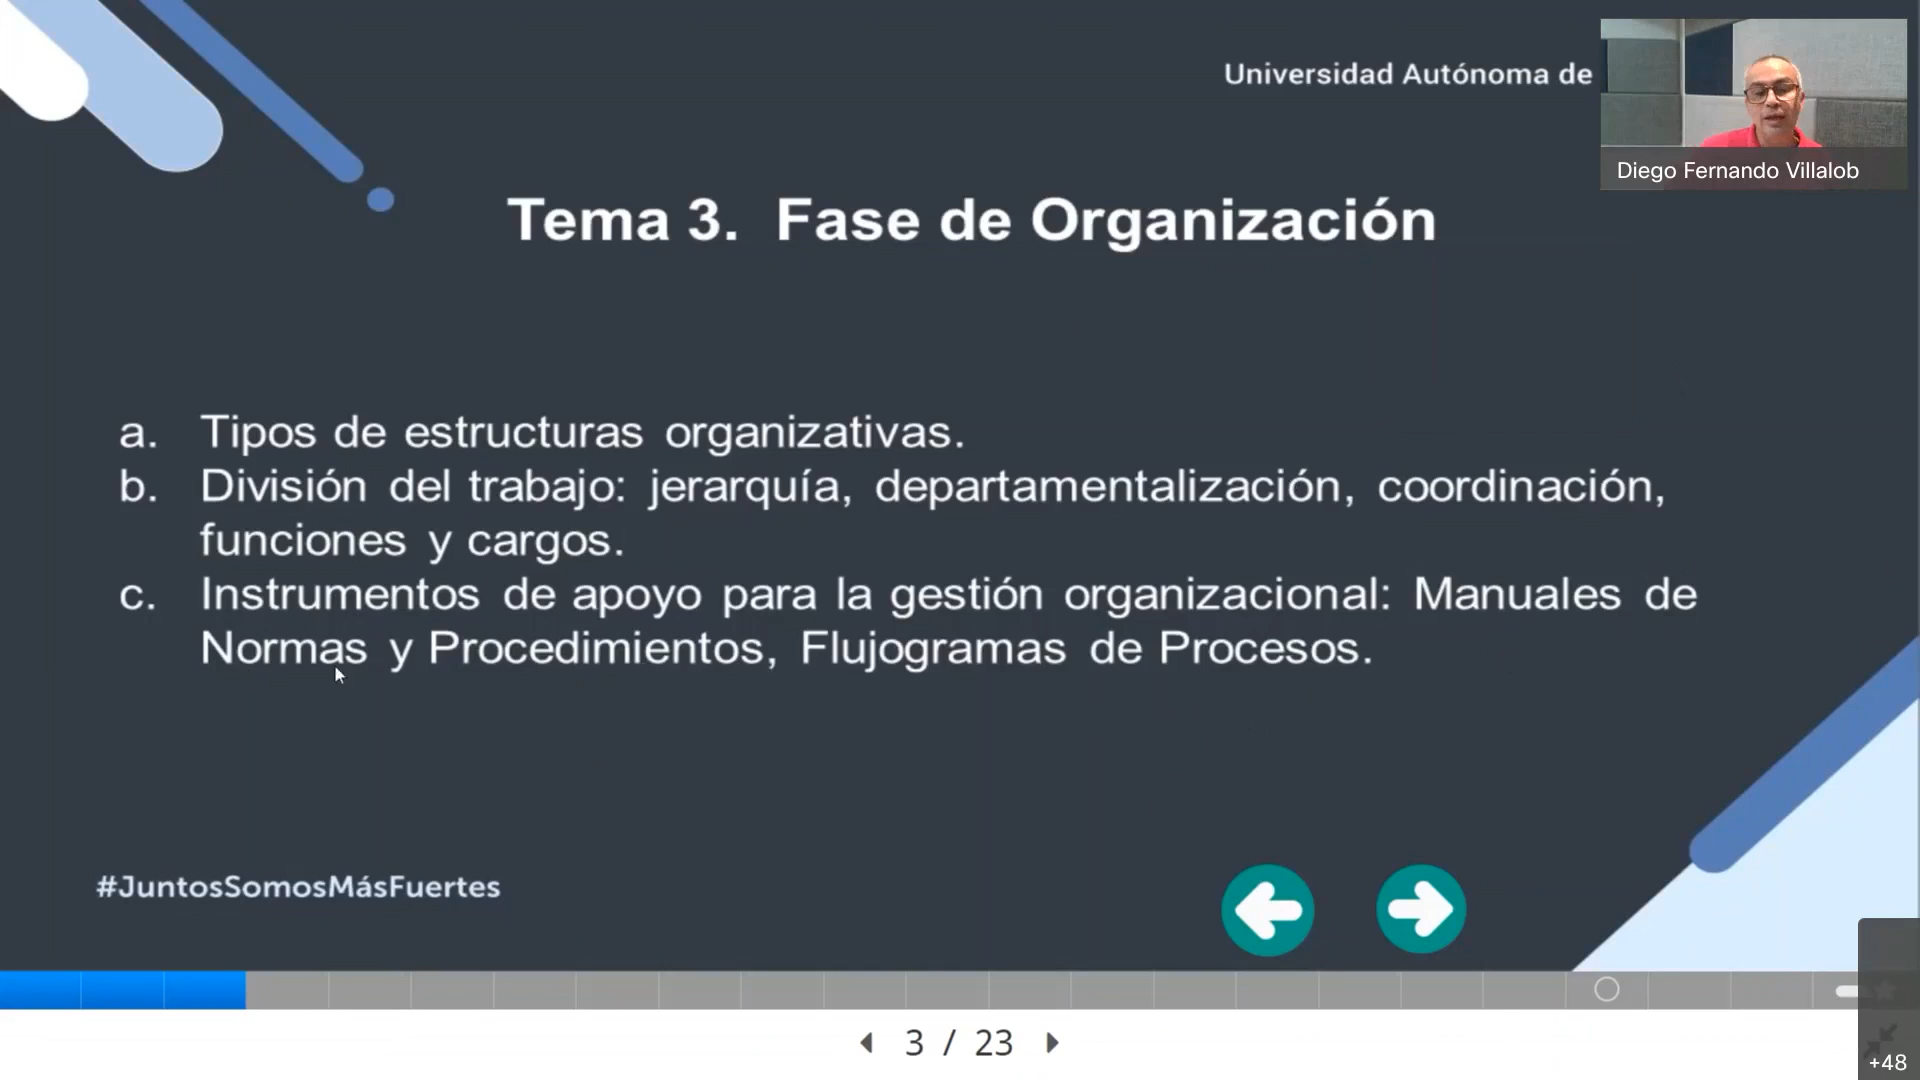 Universidad Autónoma de
Diego Fernando Villalob
Tema 3. Fase de Organización
a. Tipos de estructuras organizativas.
b. División del trabajo: jerarquía, departamentalización, coordinación,
funciones y cargos.
c. Instrumentos de apoyo para la gestión organizacional: Manuales de
Normas y Procedimientos, Flujogramas de Procesos.
#JuntosSomosMásFuertes
3 / 23
+48